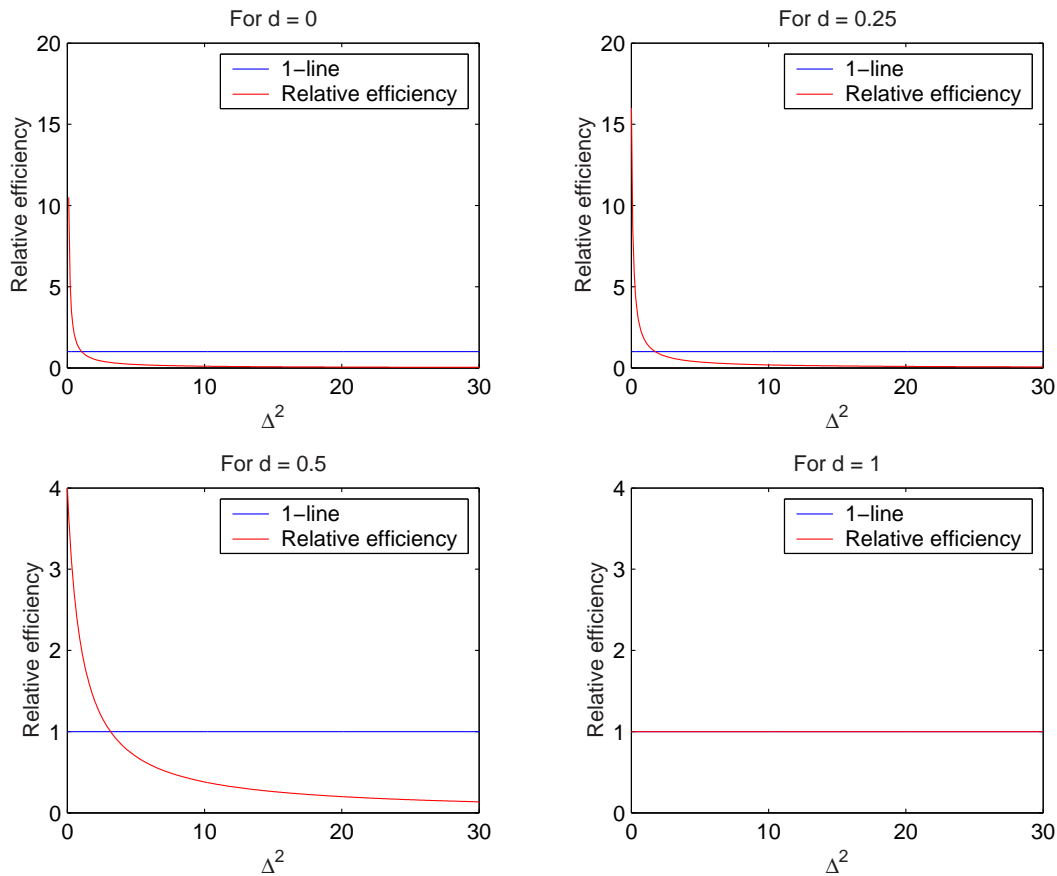 For d = 0
20
15
10
5
0
0
10
20
30
Relative efficiency
Δ²
1−line
Relative efficiency
For d = 0.25
20
15
10
5
0
0
10
20
30
Relative efficiency
Δ²
1−line
Relative efficiency
For d = 0.5
4
3
2
1
0
0
10
20
30
Relative efficiency
Δ²
1−line
Relative efficiency
For d = 1
4
3
2
1
0
0
10
20
30
Relative efficiency
Δ²
1−line
Relative efficiency